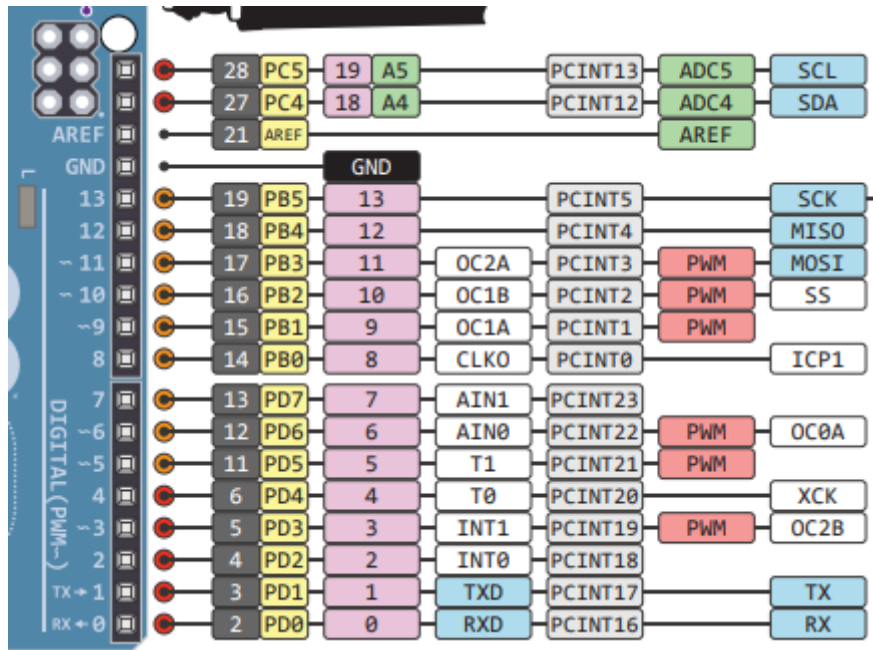 28 PC5 19 A5 PCINT13 ADC5 SCL
27 PC4 18 A4 PCINT12 ADC4 SDA
AREF 21 AREF AREF
GND GND
L
13 19 PB5 13 PCINT5 SCK
12 18 PB4 12 PCINT4 MISO
~11 17 PB3 11 OC2A PCINT3 PWM MOSI
~10 16 PB2 10 OC1B PCINT2 PWM SS
~9 15 PB1 9 OC1A PCINT1 PWM
8 14 PB0 8 CLKO PCINT0 ICP1
DIGITAL(PWM~)
7 13 PD7 7 AIN1 PCINT23
~6 12 PD6 6 AIN0 PCINT22 PWM OC0A
~5 11 PD5 5 T1 PCINT21 PWM
4 6 PD4 4 T0 PCINT20 XCK
~3 5 PD3 3 INT1 PCINT19 PWM OC2B
2 4 PD2 2 INT0 PCINT18
TX→1 3 PD1 1 TXD PCINT17 TX
RX←0 2 PD0 0 RXD PCINT16 RX